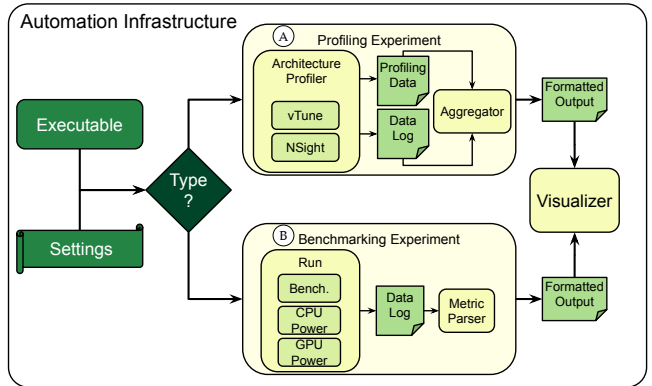 Automation Infrastructure
Executable
Settings
Type
?
A
Profiling Experiment
Architecture
Profiler
vTune
NSight
Profiling
Data
Data
Log
Aggregator
Formatted
Output
B
Benchmarking Experiment
Run
Bench.
CPU
Power
GPU
Power
Data
Log
Metric
Parser
Formatted
Output
Visualizer